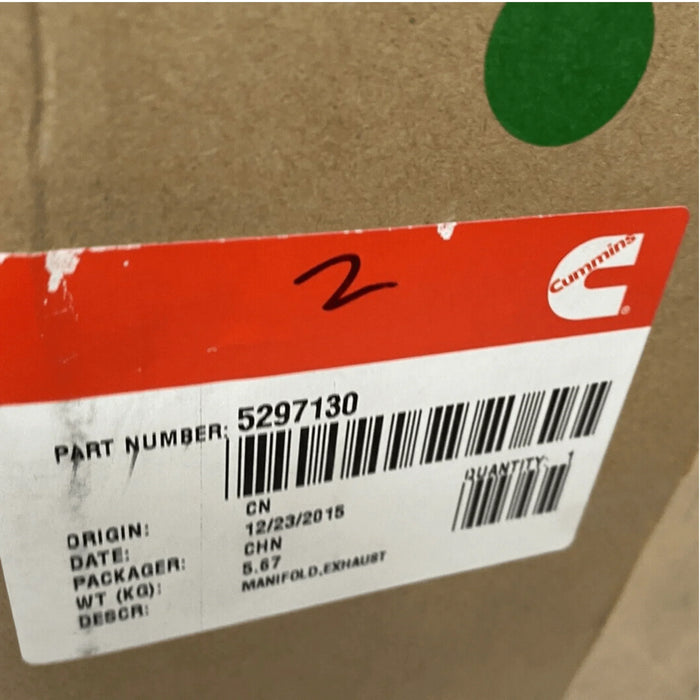 2
Cummins
®
PART NUMBER: 5297130
QUANTITY: 1
ORIGIN: CN
DATE: 12/23/2015
PACKAGER: CHN
WT (KG): 5.67
DESCR: MANIFOLD,EXHAUST